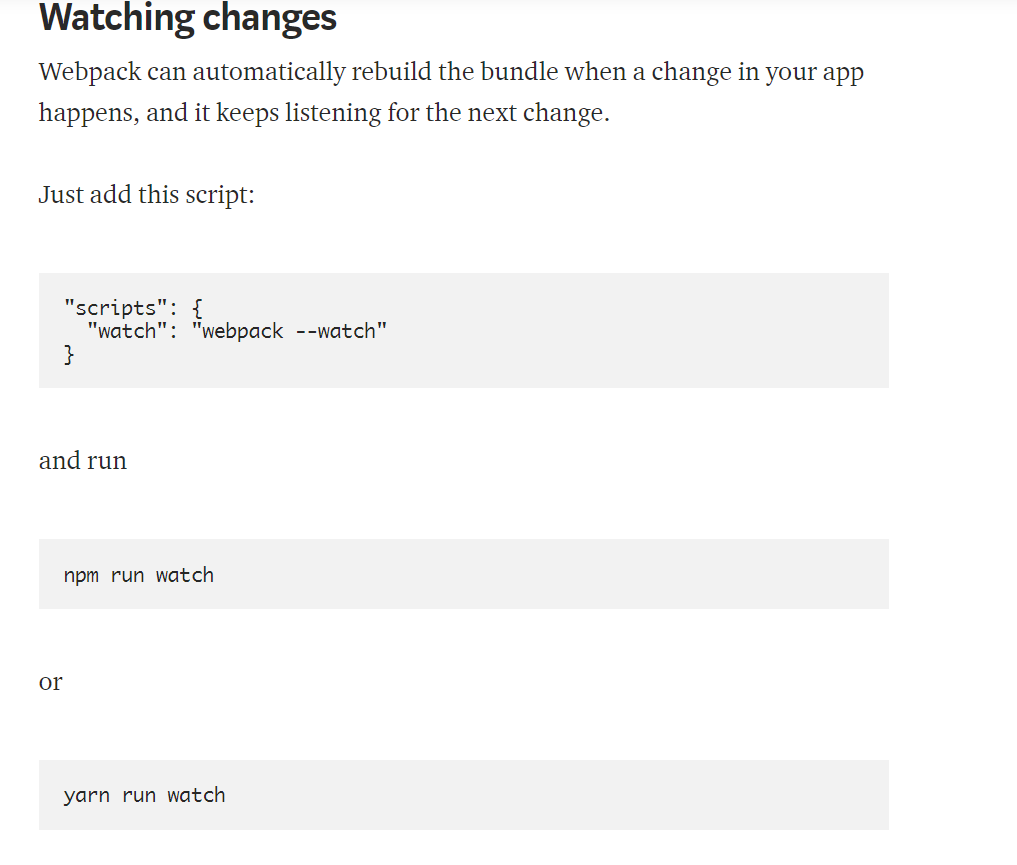 Watching changes
Webpack can automatically rebuild the bundle when a change in your app
happens, and it keeps listening for the next change.
Just add this script:
"scripts": {
  "watch": "webpack --watch"
}
and run
npm run watch
or
yarn run watch